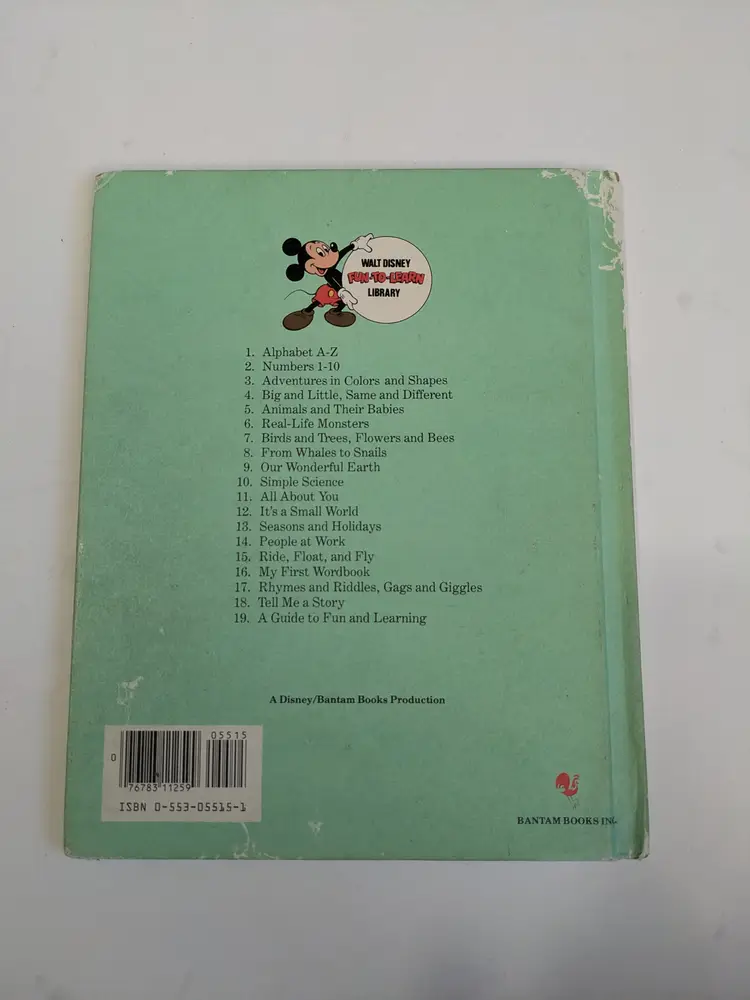 WALT DISNEY
FUN-TO-LEARN
LIBRARY
1. Alphabet A-Z
2. Numbers 1-10
3. Adventures in Colors and Shapes
4. Big and Little, Same and Different
5. Animals and Their Babies
6. Real-Life Monsters
7. Birds and Trees, Flowers and Bees
8. From Whales to Snails
9. Our Wonderful Earth
10. Simple Science
11. All About You
12. It's a Small World
13. Seasons and Holidays
14. People at Work
15. Ride, Float, and Fly
16. My First Wordbook
17. Rhymes and Riddles, Gags and Giggles
18. Tell Me a Story
19. A Guide to Fun and Learning
A Disney/Bantam Books Production
05515
0
76783 11259
ISBN 0-553-05515-1
BANTAM BOOKS INC.